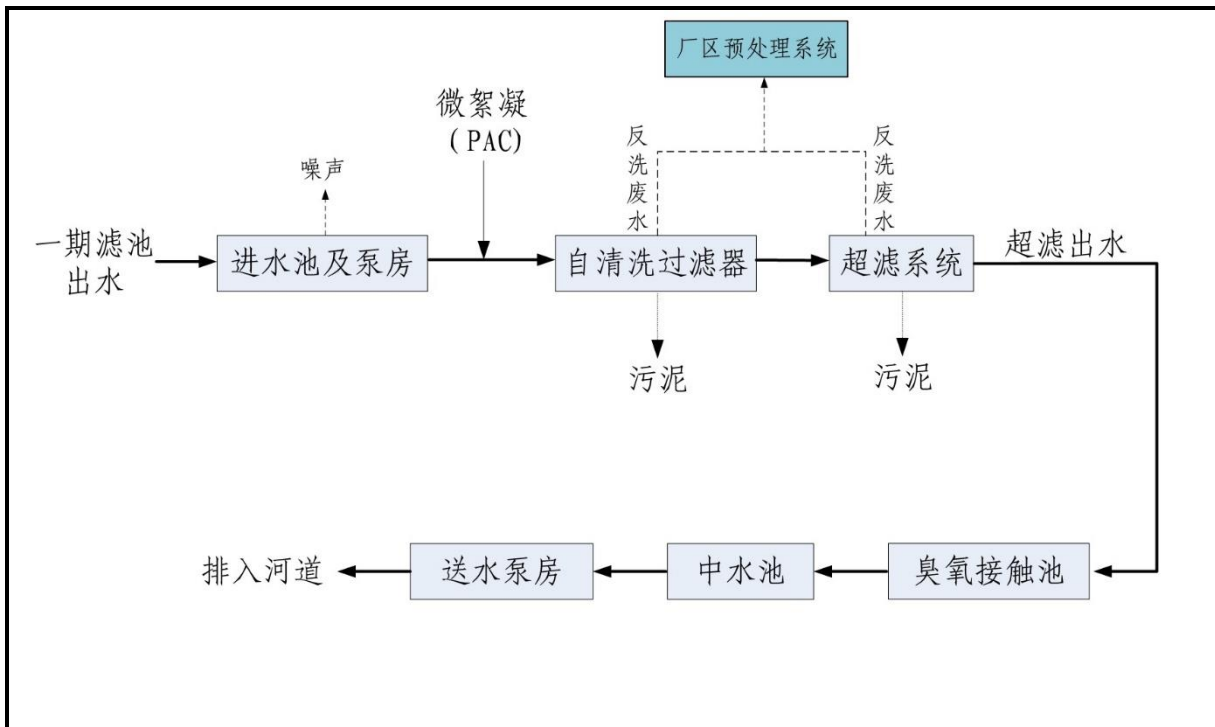 厂区预处理系统
微絮凝
(PAC)
噪声
反洗废水
反洗废水
一期滤池
出水
进水池及泵房
自清洗过滤器
超滤系统
超滤出水
污泥
污泥
排入河道
送水泵房
中水池
臭氧接触池